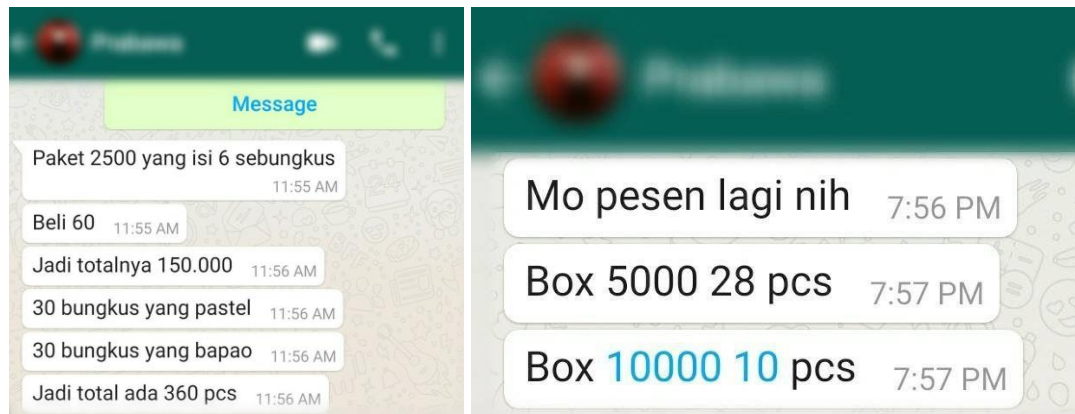 Message
Paket 2500 yang isi 6 sebungkus
11:55 AM
Beli 60 11:55 AM
Jadi totalnya 150.000 11:56 AM
30 bungkus yang pastel 11:56 AM
30 bungkus yang bapao 11:56 AM
Jadi total ada 360 pcs 11:56 AM
Mo pesen lagi nih 7:56 PM
Box 5000 28 pcs 7:57 PM
Box 10000 10 pcs 7:57 PM